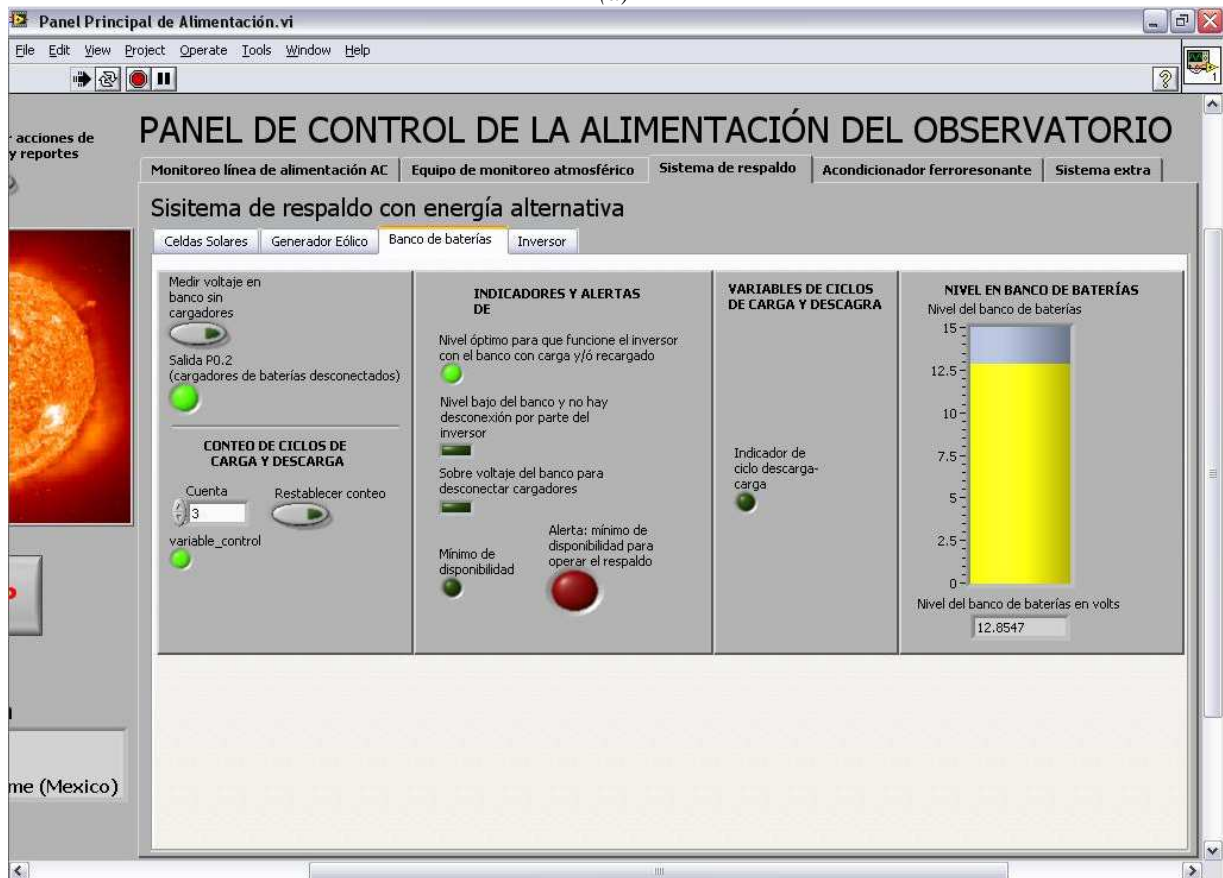 Panel Principal de Alimentación.vi
File Edit View Project Operate Tools Window Help
1
acciones de
y reportes
PANEL DE CONTROL DE LA ALIMENTACIÓN DEL OBSERVATORIO
Monitoreo línea de alimentación AC Equipo de monitoreo atmosférico Sistema de respaldo Acondicionador ferroresonante Sistema extra
Sisitema de respaldo con energía alternativa
Celdas Solares Generador Eólico Banco de baterías Inversor
Medir voltaje en
banco sin
cargadores
Salida P0.2
(cargadores de baterías desconectados)
CONTEO DE CICLOS DE
CARGA Y DESCARGA
Cuenta
3
Restablecer conteo
variable_control
INDICADORES Y ALERTAS
DE
Nivel óptimo para que funcione el inversor
con el banco con carga y/ó recargado
Nivel bajo del banco y no hay
desconexión por parte del
inversor
Sobre voltaje del banco para
desconectar cargadores
Mínimo de
disponibilidad
Alerta: mínimo de
disponibilidad para
operar el respaldo
VARIABLES DE CICLOS
DE CARGA Y DESCAGRA
Indicador de
ciclo descarga-
carga
NIVEL EN BANCO DE BATERÍAS
Nivel del banco de baterías
15
12.5
10
7.5
5
2.5
0
Nivel del banco de baterías en volts
12.8547
me (Mexico)